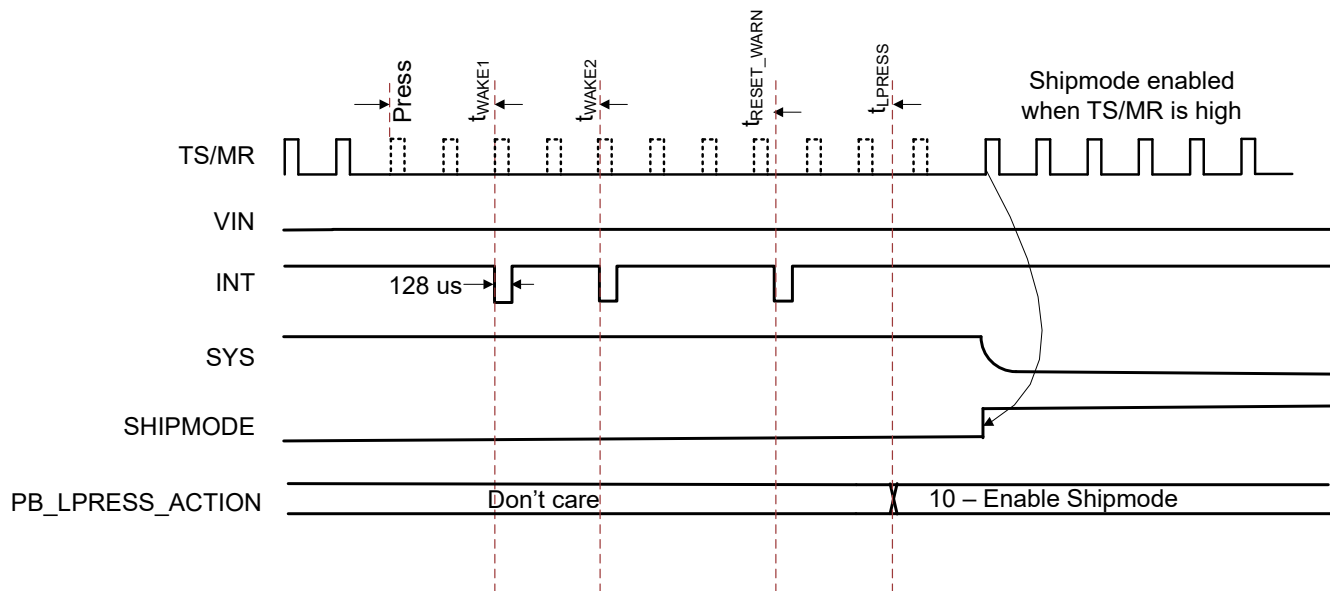 Press
tWAKE1
tWAKE2
tRESET_WARN
tLPRESS
Shipmode enabled
when TS/MR is high
TS/MR
VIN
INT
128 us
SYS
SHIPMODE
PB_LPRESS_ACTION
Don't care
10 – Enable Shipmode